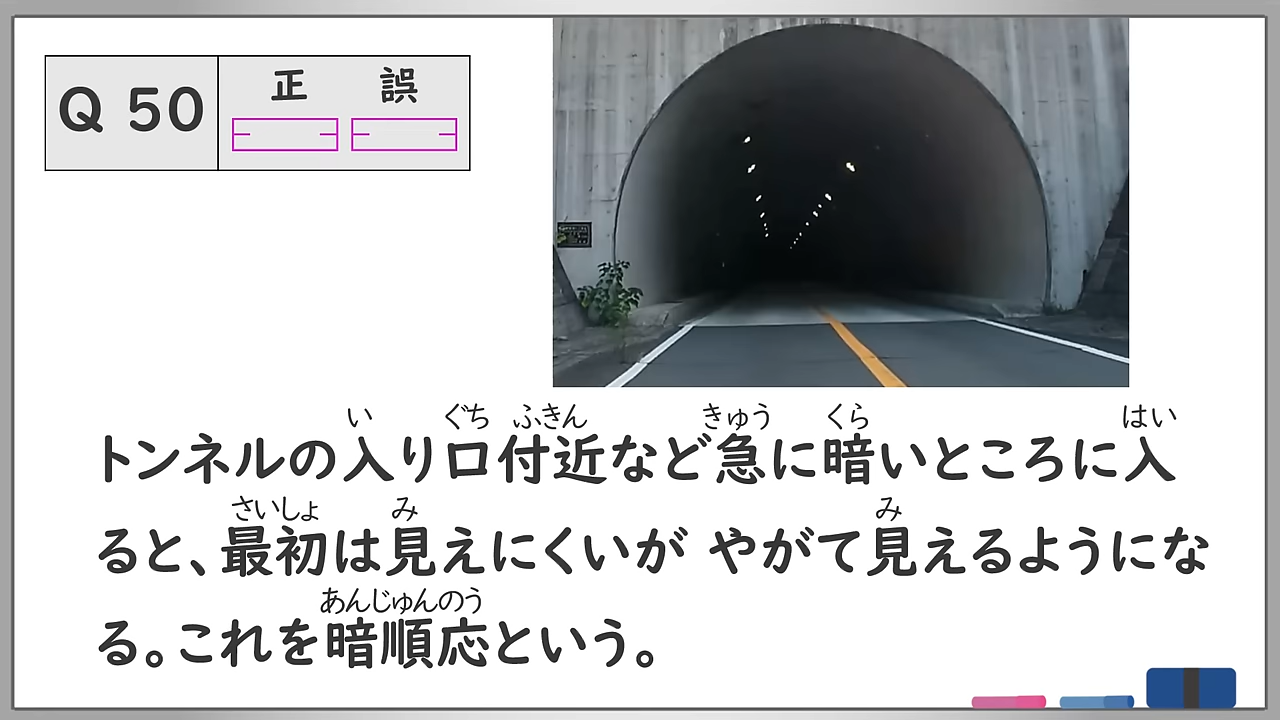 Q 50
正 誤
トンネルの入り口付近など急に暗いところに入
ると、最初は見えにくいが やがて見えるようにな
る。これを暗順応という。
い ぐち ふきん きゅう くら はい
さいしょ み み
あんじゅんのう